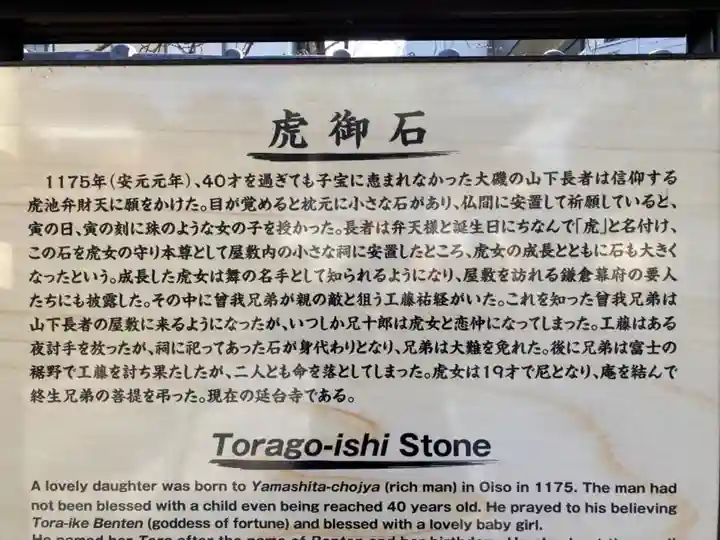 虎御石
1175年(安元元年)、40才を過ぎても子宝に恵まれなかった大磯の山下長者は信仰する
虎池弁財天に願をかけた。目が覚めると枕元に小さな石があり、仏間に安置して祈願していると、
寅の日、寅の刻に珠のような女の子を授かった。長者は弁天様と誕生日にちなんで「虎」と名付け、
この石を虎女の守り本尊として屋敷内の小さな祠に安置したところ、虎女の成長とともに石も大きく
なったという。成長した虎女は舞の名手として知られるようになり、屋敷を訪れる鎌倉幕府の要人
たちにも披露した。その中に曽我兄弟が親の敵と狙う工藤祐経がいた。これを知った曽我兄弟は
山下長者の屋敷に来るようになったが、いつしか兄十郎は虎女と恋仲になってしまった。工藤はある
夜討手を放ったが、祠に祀ってあった石が身代わりとなり、兄弟は大難を免れた。後に兄弟は富士の
裾野で工藤を討ち果たしたが、二人とも命を落としてしまった。虎女は19才で尼となり、庵を結んで
終生兄弟の菩提を弔った。現在の延台寺である。
Torago-ishi Stone
A lovely daughter was born to Yamashita-chojya (rich man) in Oiso in 1175. The man had
not been blessed with a child even being reached 40 years old. He prayed to his believing
Tora-ike Benten (goddess of fortune) and blessed with a lovely baby girl.